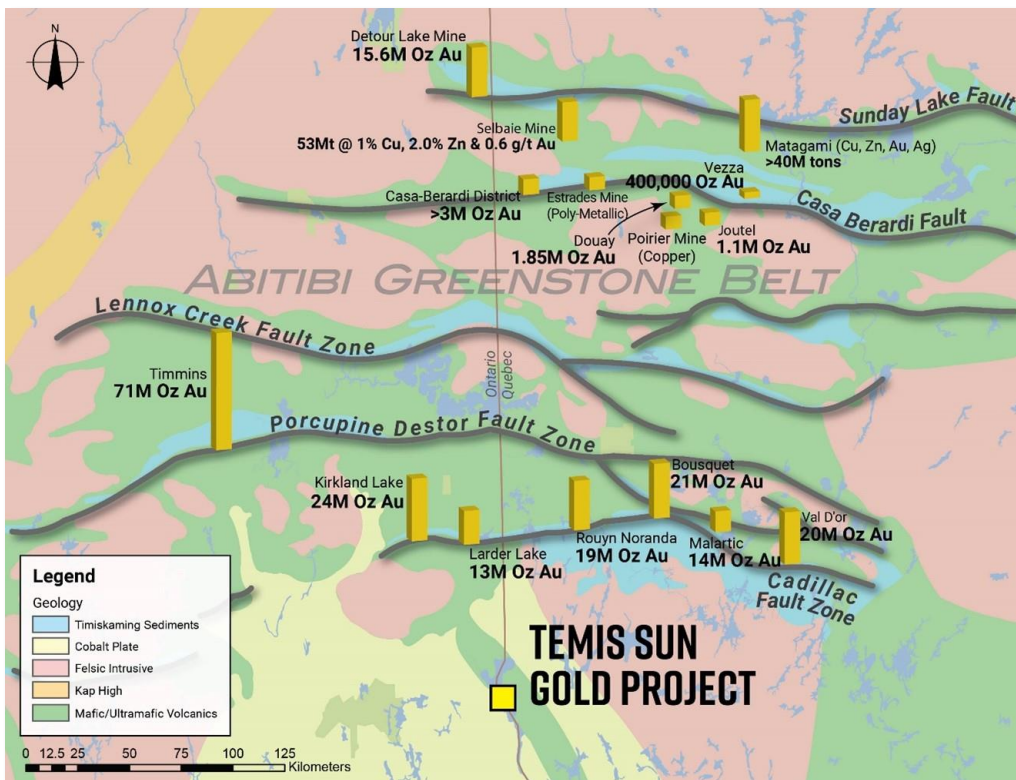 N
Detour Lake Mine
15.6M Oz Au
Sunday Lake Fault
Selbaie Mine
53Mt @ 1% Cu, 2.0% Zn & 0.6 g/t Au
Matagami (Cu, Zn, Au, Ag)
>40M tons
Vezza
400,000 Oz Au
Casa-Berardi District
>3M Oz Au
Estrades Mine
(Poly-Metallic)
Casa Berardi Fault
Douay
1.85M Oz Au
Poirier Mine
(Copper)
Joutel
1.1M Oz Au
Abitibi Greenstone Belt
Lennox Creek Fault Zone
Ontario
Quebec
Timmins
71M Oz Au
Porcupine Destor Fault Zone
Kirkland Lake
24M Oz Au
Bousquet
21M Oz Au
Larder Lake
13M Oz Au
Rouyn Noranda
19M Oz Au
Malartic
14M Oz Au
Val D'or
20M Oz Au
Cadillac
Fault Zone
TEMIS SUN
GOLD PROJECT
Legend
Geology
Timiskaming Sediments
Cobalt Plate
Felsic Intrusive
Kap High
Mafic/Ultramafic Volcanics
0 12.5 25 50 75 100 125
Kilometers